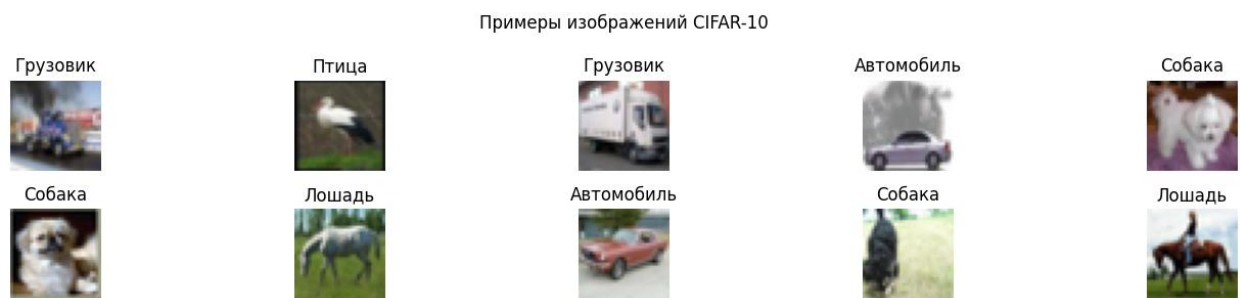 Примеры изображений CIFAR-10
Грузовик Птица Грузовик Автомобиль Собака
Собака Лошадь Автомобиль Собака Лошадь